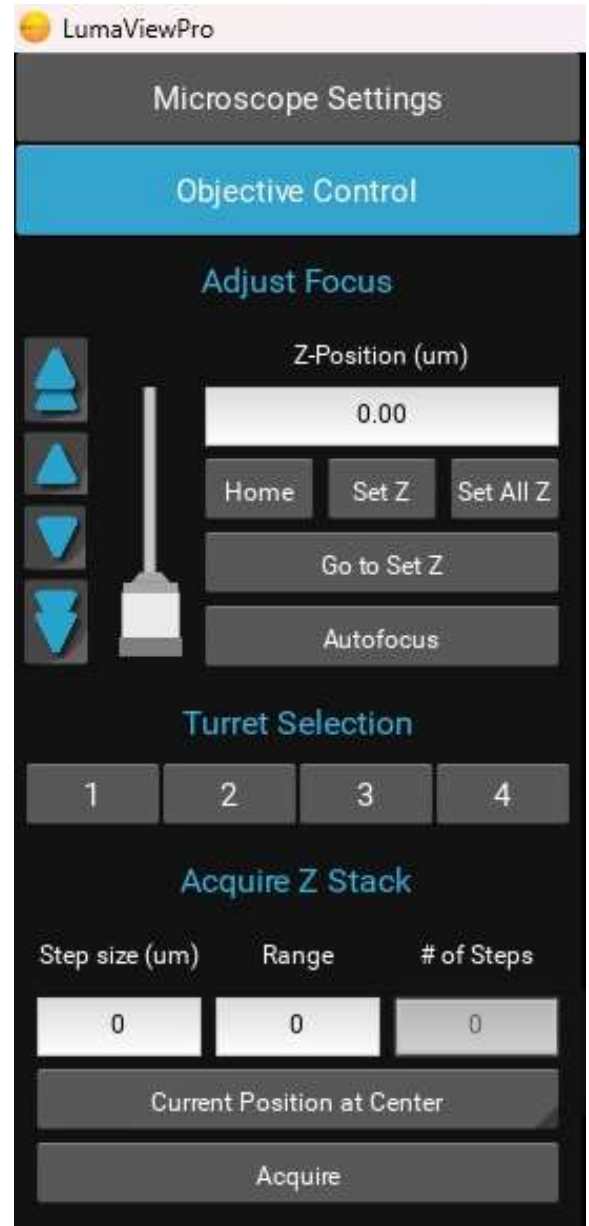 LumaViewPro
Microscope Settings
Objective Control
Adjust Focus
Z-Position (um)
0.00
Home Set Z Set All Z
Go to Set Z
Autofocus
Turret Selection
1 2 3 4
Acquire Z Stack
Step size (um) Range # of Steps
0 0 0
Current Position at Center
Acquire